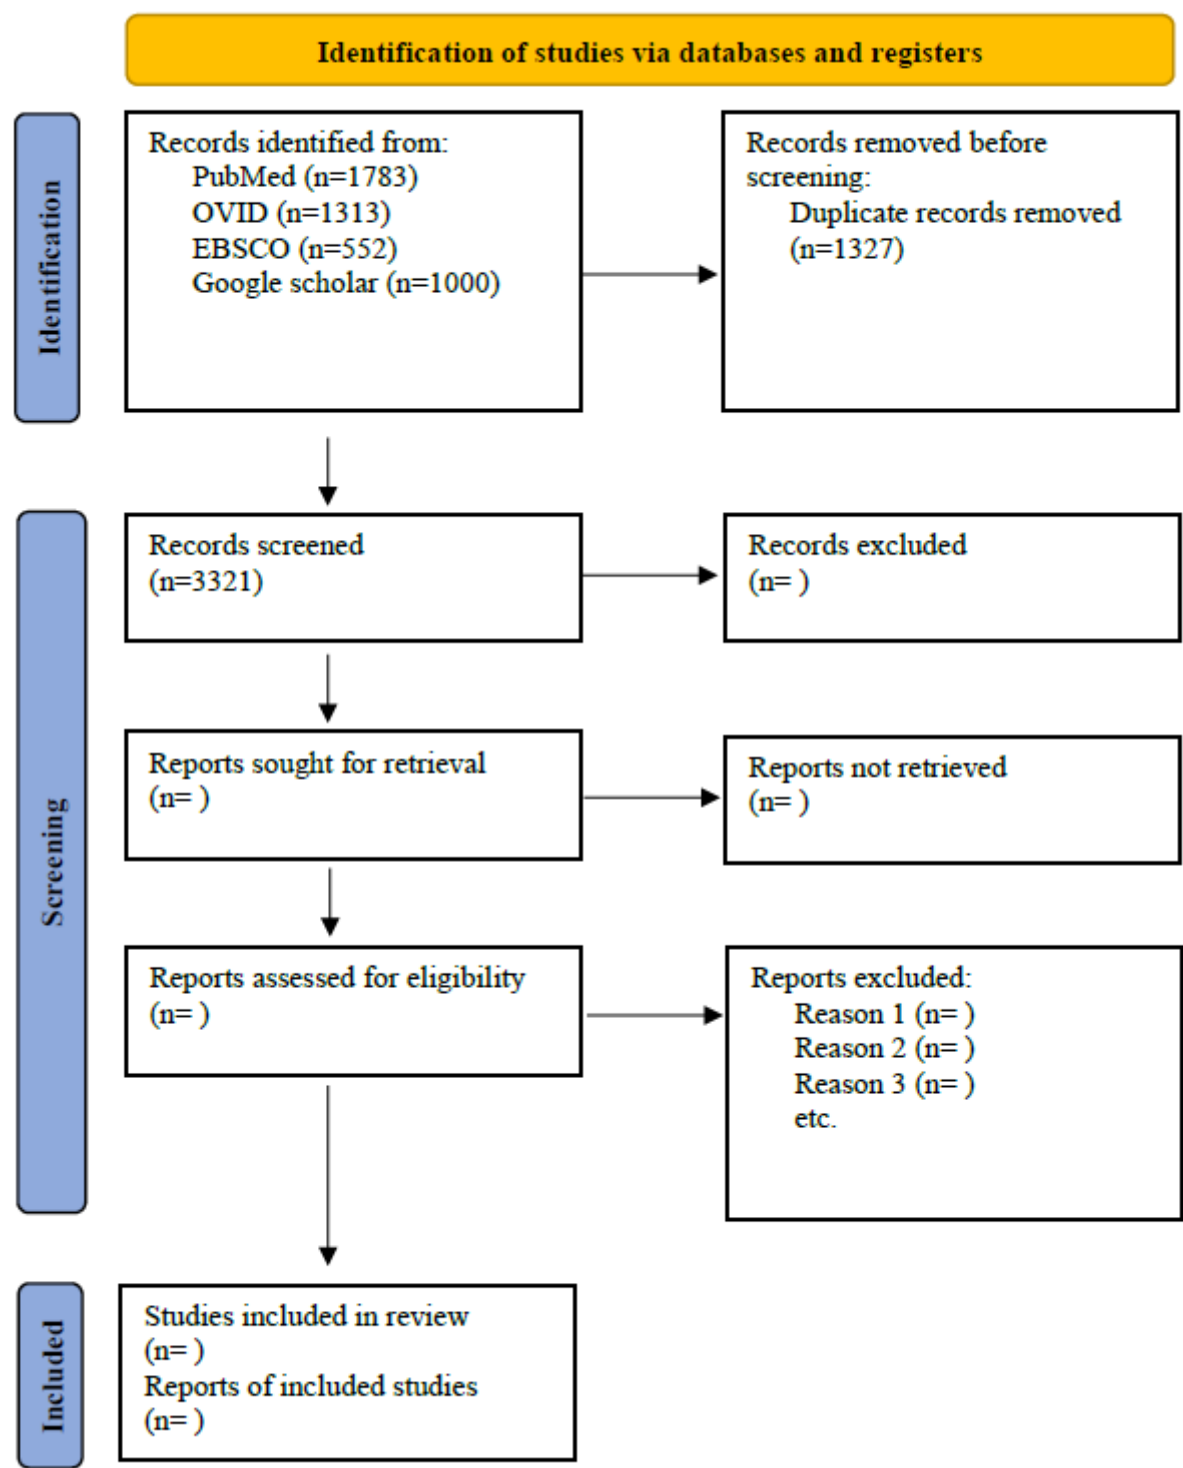 Identification of studies via databases and registers
Identification
Records identified from:
PubMed (n=1783)
OVID (n=1313)
EBSCO (n=552)
Google scholar (n=1000)
Records removed before
screening:
Duplicate records removed
(n=1327)
Screening
Records screened
(n=3321)
Records excluded
(n= )
Reports sought for retrieval
(n= )
Reports not retrieved
(n= )
Reports assessed for eligibility
(n= )
Reports excluded:
Reason 1 (n= )
Reason 2 (n= )
Reason 3 (n= )
etc.
Included
Studies included in review
(n= )
Reports of included studies
(n= )